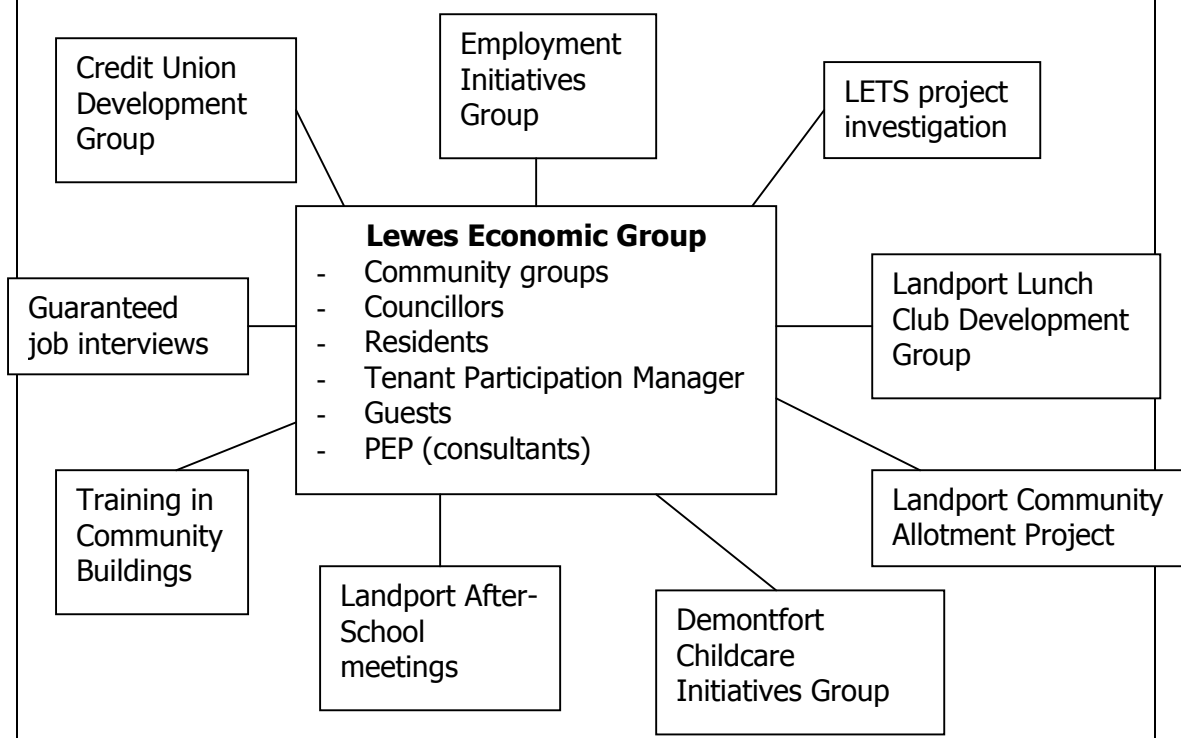 Credit Union
Development
Group
Employment
Initiatives
Group
LETS project
investigation
Lewes Economic Group
- Community groups
- Councillors
- Residents
- Tenant Participation Manager
- Guests
- PEP (consultants)
Guaranteed
job interviews
Landport Lunch
Club Development
Group
Training in
Community
Buildings
Landport After-
School
meetings
Demontfort
Childcare
Initiatives Group
Landport Community
Allotment Project